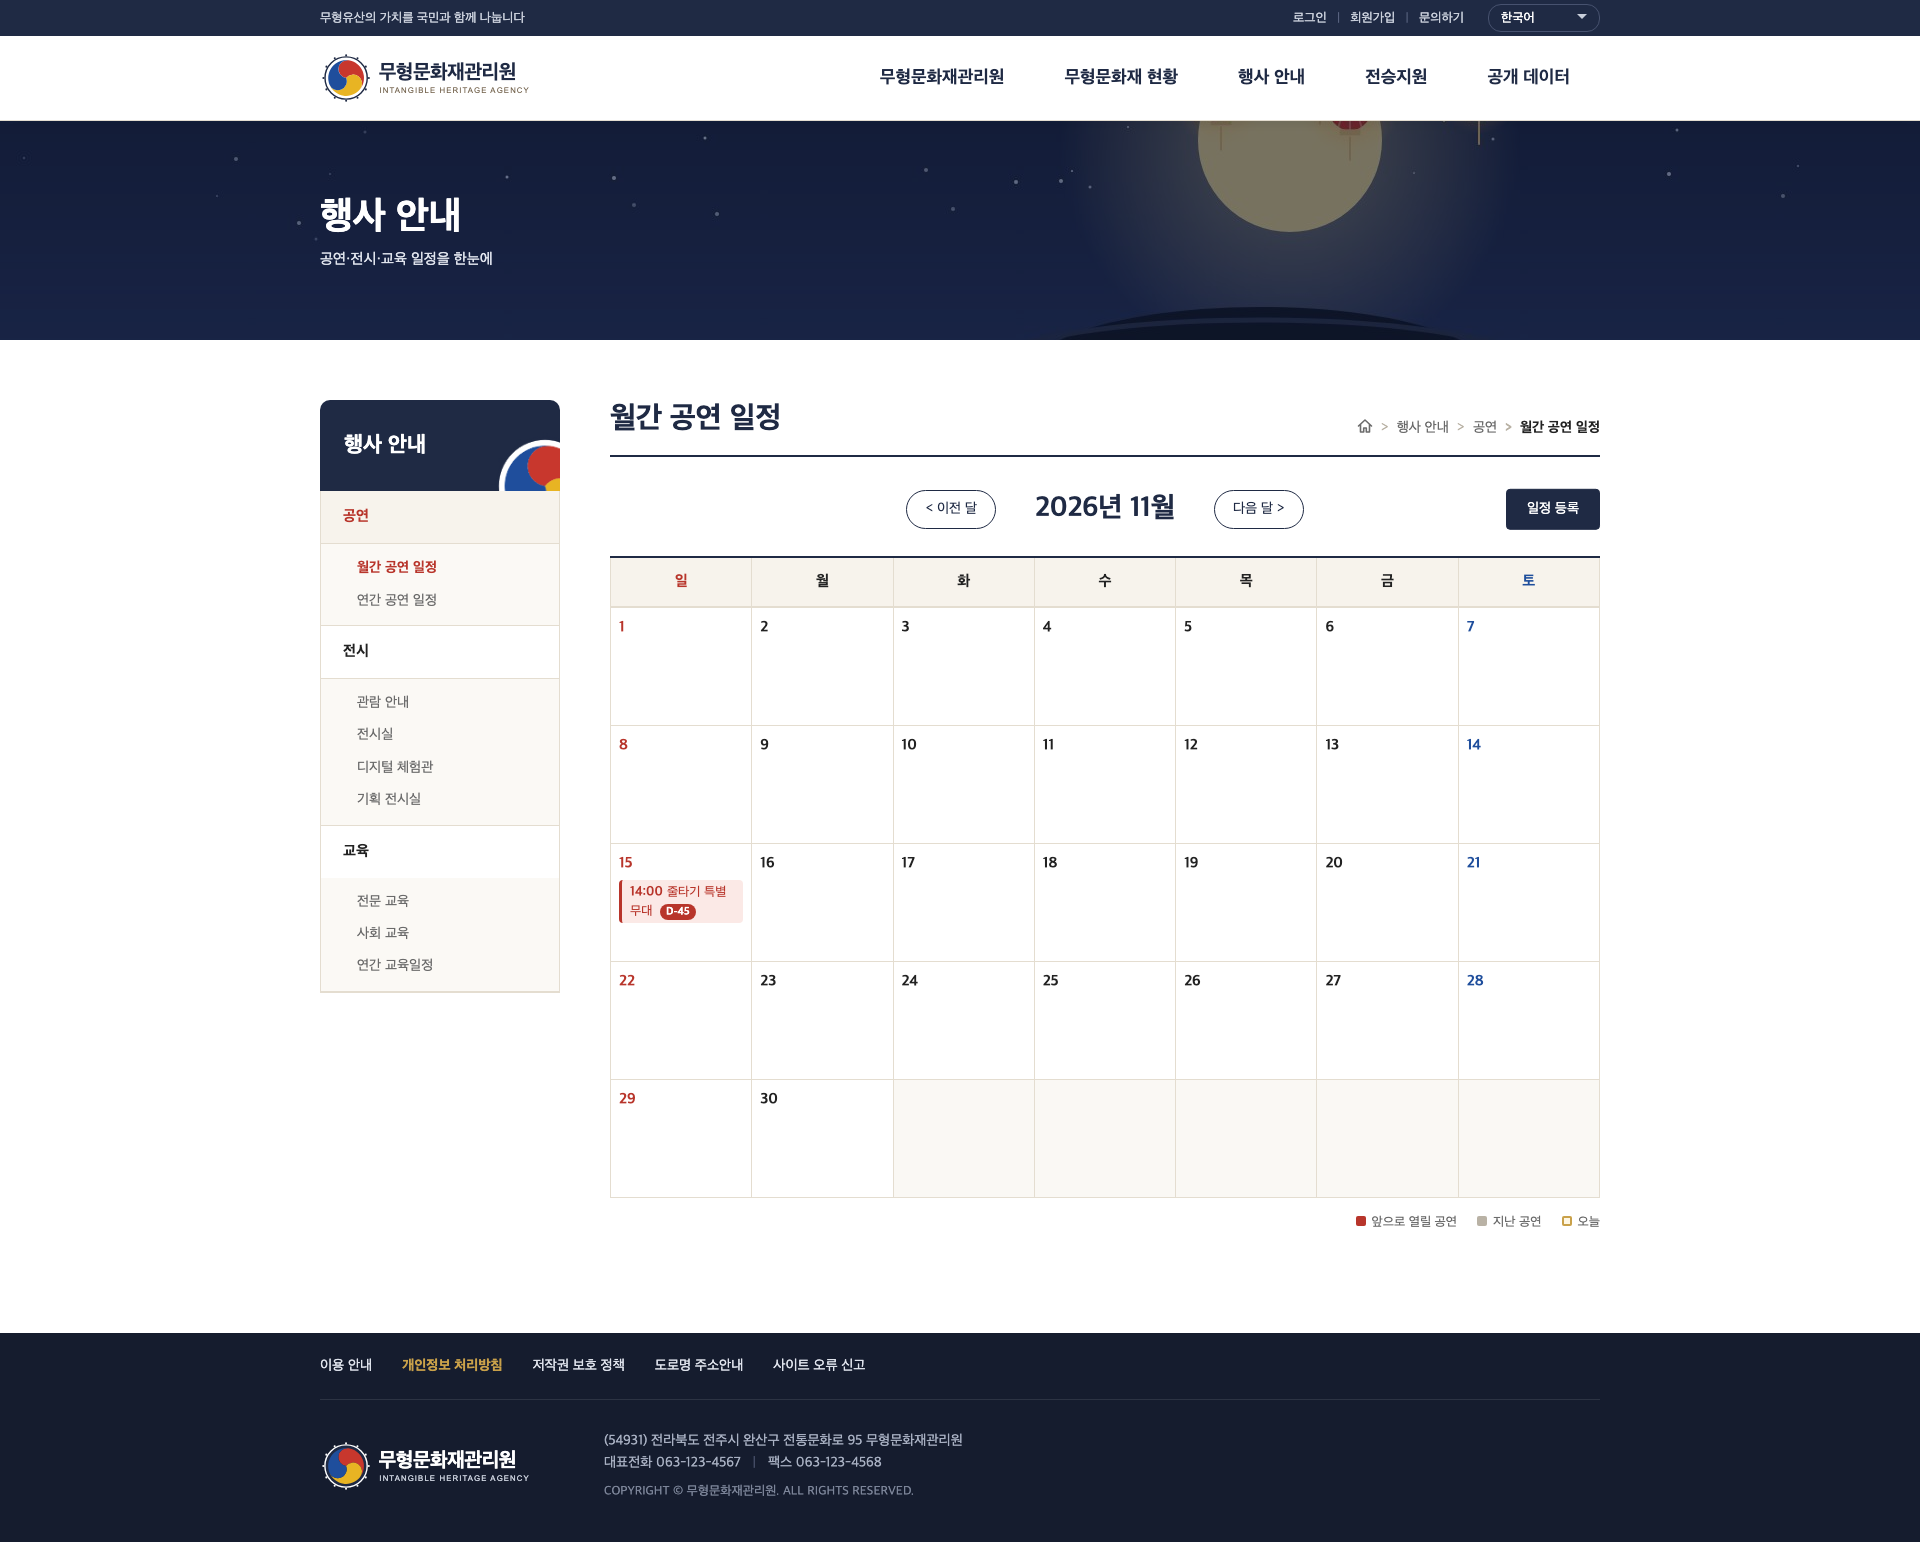 무형유산의 가치를 국민과 함께 나눕니다
로그인 | 회원가입 | 문의하기 한국어
무형문화재관리원
INTANGIBLE HERITAGE AGENCY
무형문화재관리원 무형문화재 현황 행사 안내 전승지원 공개 데이터
행사 안내
공연·전시·교육 일정을 한눈에
행사 안내
공연
월간 공연 일정
연간 공연 일정
전시
관람 안내
전시실
디지털 체험관
기획 전시실
교육
전문 교육
사회 교육
연간 교육일정
월간 공연 일정
> 행사 안내 > 공연 > 월간 공연 일정
< 이전 달 2026년 11월 다음 달 > 일정 등록
일 월 화 수 목 금 토
1 2 3 4 5 6 7
8 9 10 11 12 13 14
15 16 17 18 19 20 21
14:00 줄타기 특별
무대 D-45
22 23 24 25 26 27 28
29 30
앞으로 열릴 공연 지난 공연 오늘
이용 안내 개인정보 처리방침 저작권 보호 정책 도로명 주소안내 사이트 오류 신고
무형문화재관리원
INTANGIBLE HERITAGE AGENCY
(54931) 전라북도 전주시 완산구 전통문화로 95 무형문화재관리원
대표전화 063-123-4567 | 팩스 063-123-4568
COPYRIGHT © 무형문화재관리원. ALL RIGHTS RESERVED.